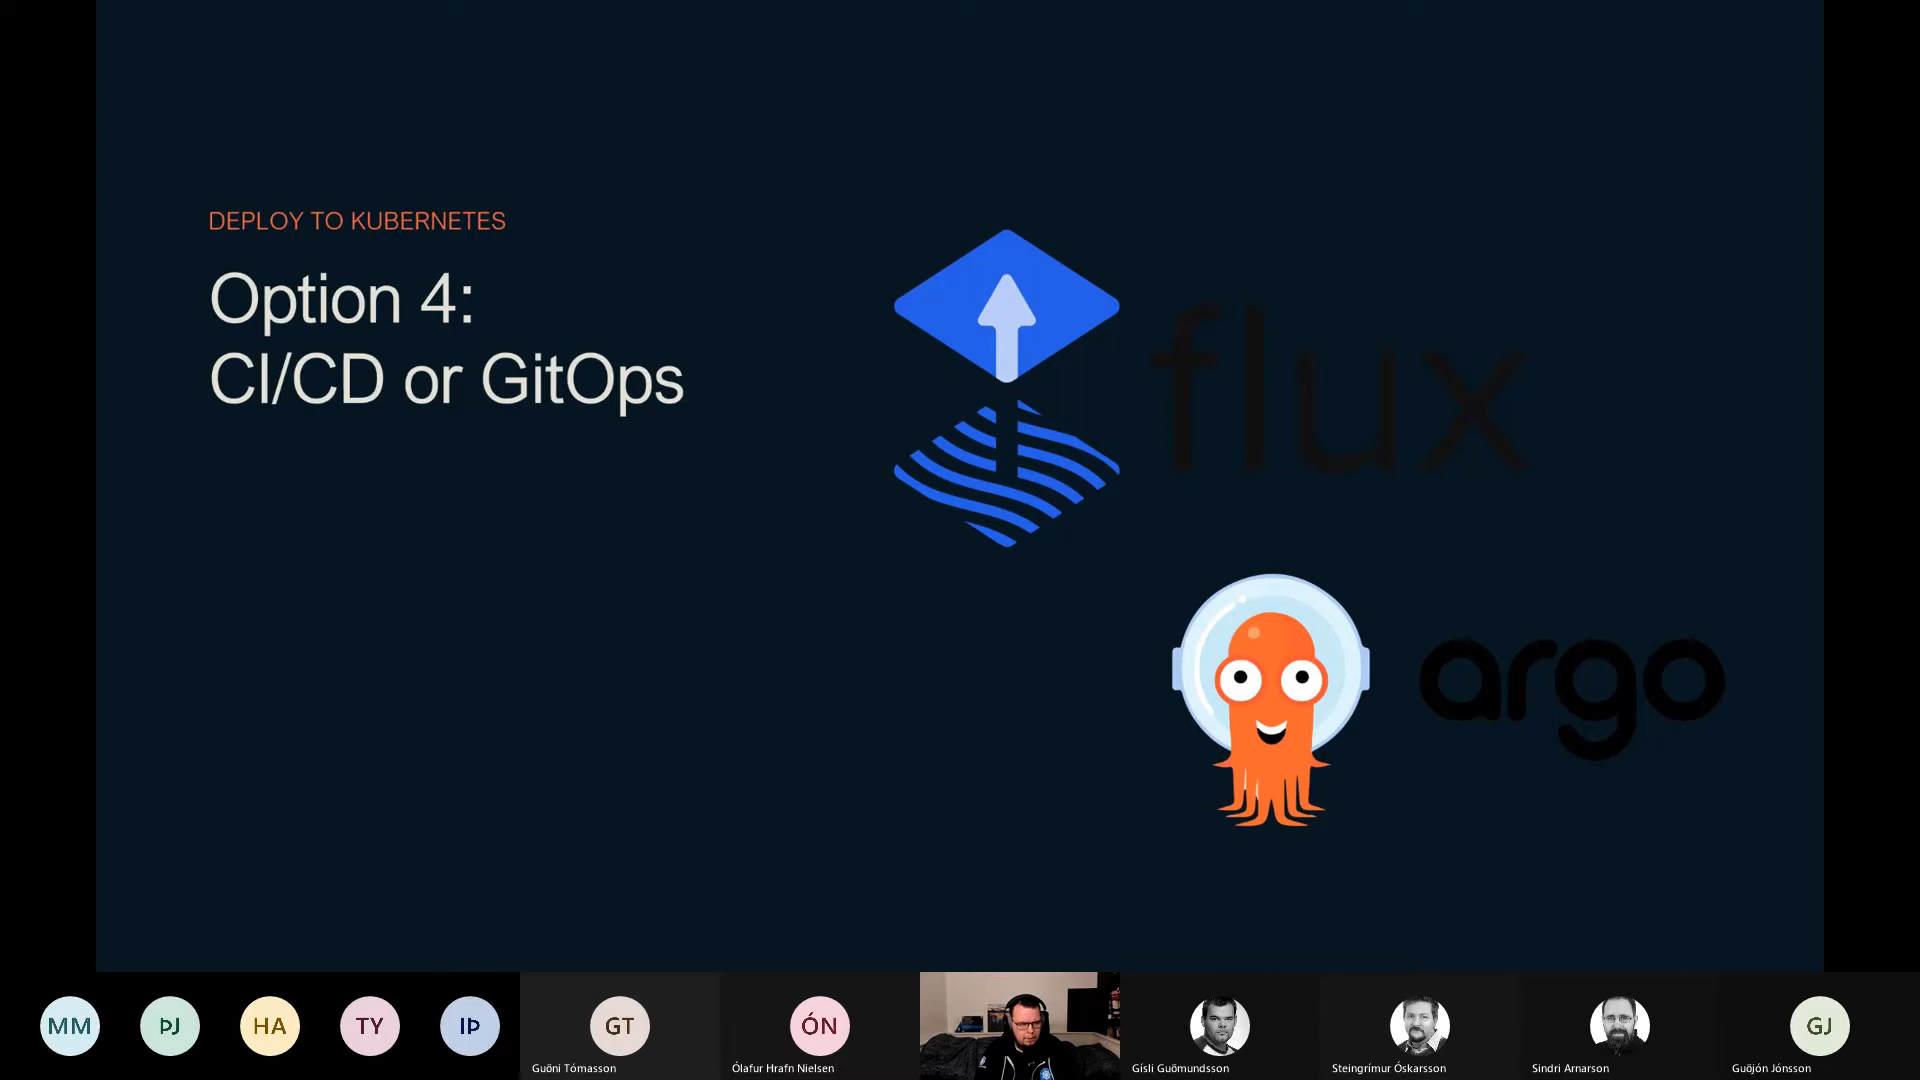 DEPLOY TO KUBERNETES
Option 4:
CI/CD or GitOps
flux
argo
MM
ÞJ
HA
TY
IÞ
GT
Guðni Tómasson
ÓN
Ólafur Hrafn Nielsen
Gísli Guðmundsson
Steingrímur Óskarsson
Sindri Arnarson
GJ
Guðjón Jónsson